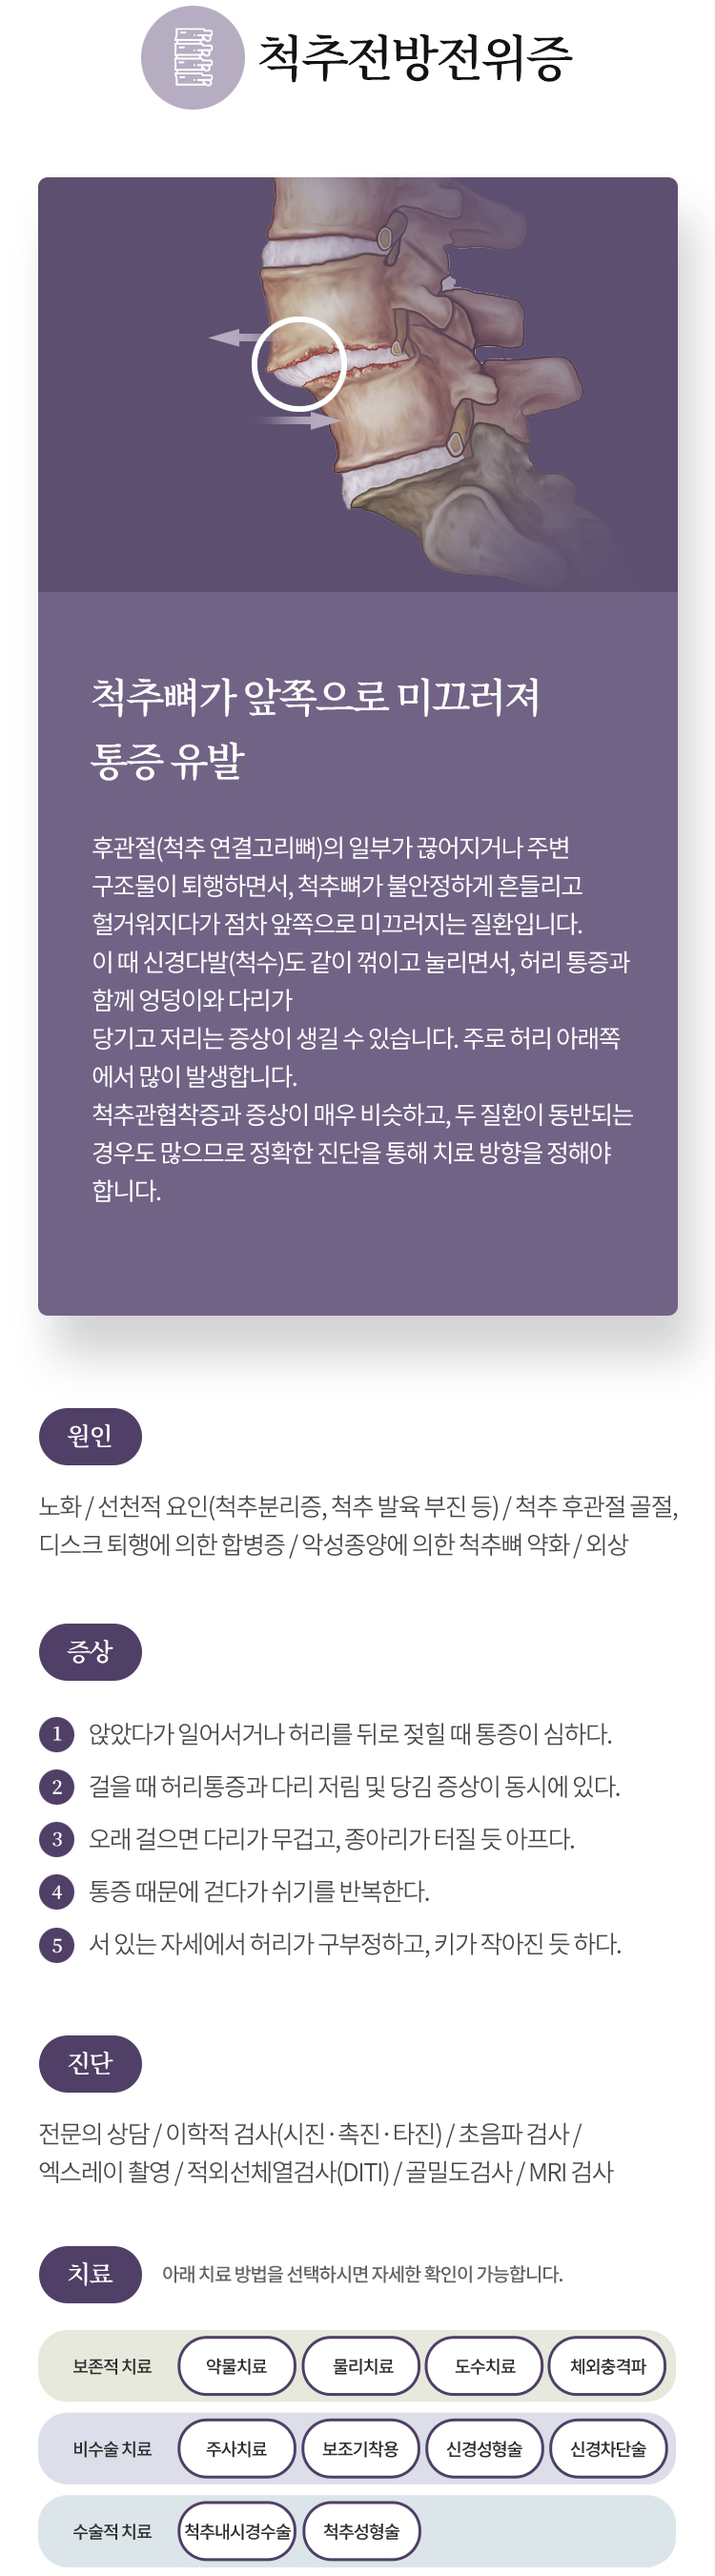 척추전방전위증
척추뼈가 앞쪽으로 미끄러져
통증 유발
후관절(척추 연결고리뼈)의 일부가 끊어지거나 주변
구조물이 퇴행하면서, 척추뼈가 불안정하게 흔들리고
헐거워지다가 점차 앞쪽으로 미끄러지는 질환입니다.
이 때 신경다발(척수)도 같이 꺾이고 눌리면서, 허리 통증과
함께 엉덩이와 다리가
당기고 저리는 증상이 생길 수 있습니다. 주로 허리 아래쪽
에서 많이 발생합니다.
척추관협착증과 증상이 매우 비슷하고, 두 질환이 동반되는
경우도 많으므로 정확한 진단을 통해 치료 방향을 정해야
합니다.
원인
노화 / 선천적 요인(척추분리증, 척추 발육 부진 등) / 척추 후관절 골절,
디스크 퇴행에 의한 합병증 / 악성종양에 의한 척추뼈 약화 / 외상
증상
1 앉았다가 일어서거나 허리를 뒤로 젖힐 때 통증이 심하다.
2 걸을 때 허리통증과 다리 저림 및 당김 증상이 동시에 있다.
3 오래 걸으면 다리가 무겁고, 종아리가 터질 듯 아프다.
4 통증 때문에 걷다가 쉬기를 반복한다.
5 서 있는 자세에서 허리가 구부정하고, 키가 작아진 듯 하다.
진단
전문의 상담 / 이학적 검사(시진·촉진·타진) / 초음파 검사 /
엑스레이 촬영 / 적외선체열검사(DITI) / 골밀도검사 / MRI 검사
치료 아래 치료 방법을 선택하시면 자세한 확인이 가능합니다.
보존적 치료 약물치료 물리치료 도수치료 체외충격파
비수술 치료 주사치료 보조기착용 신경성형술 신경차단술
수술적 치료 척추내시경수술 척추성형술